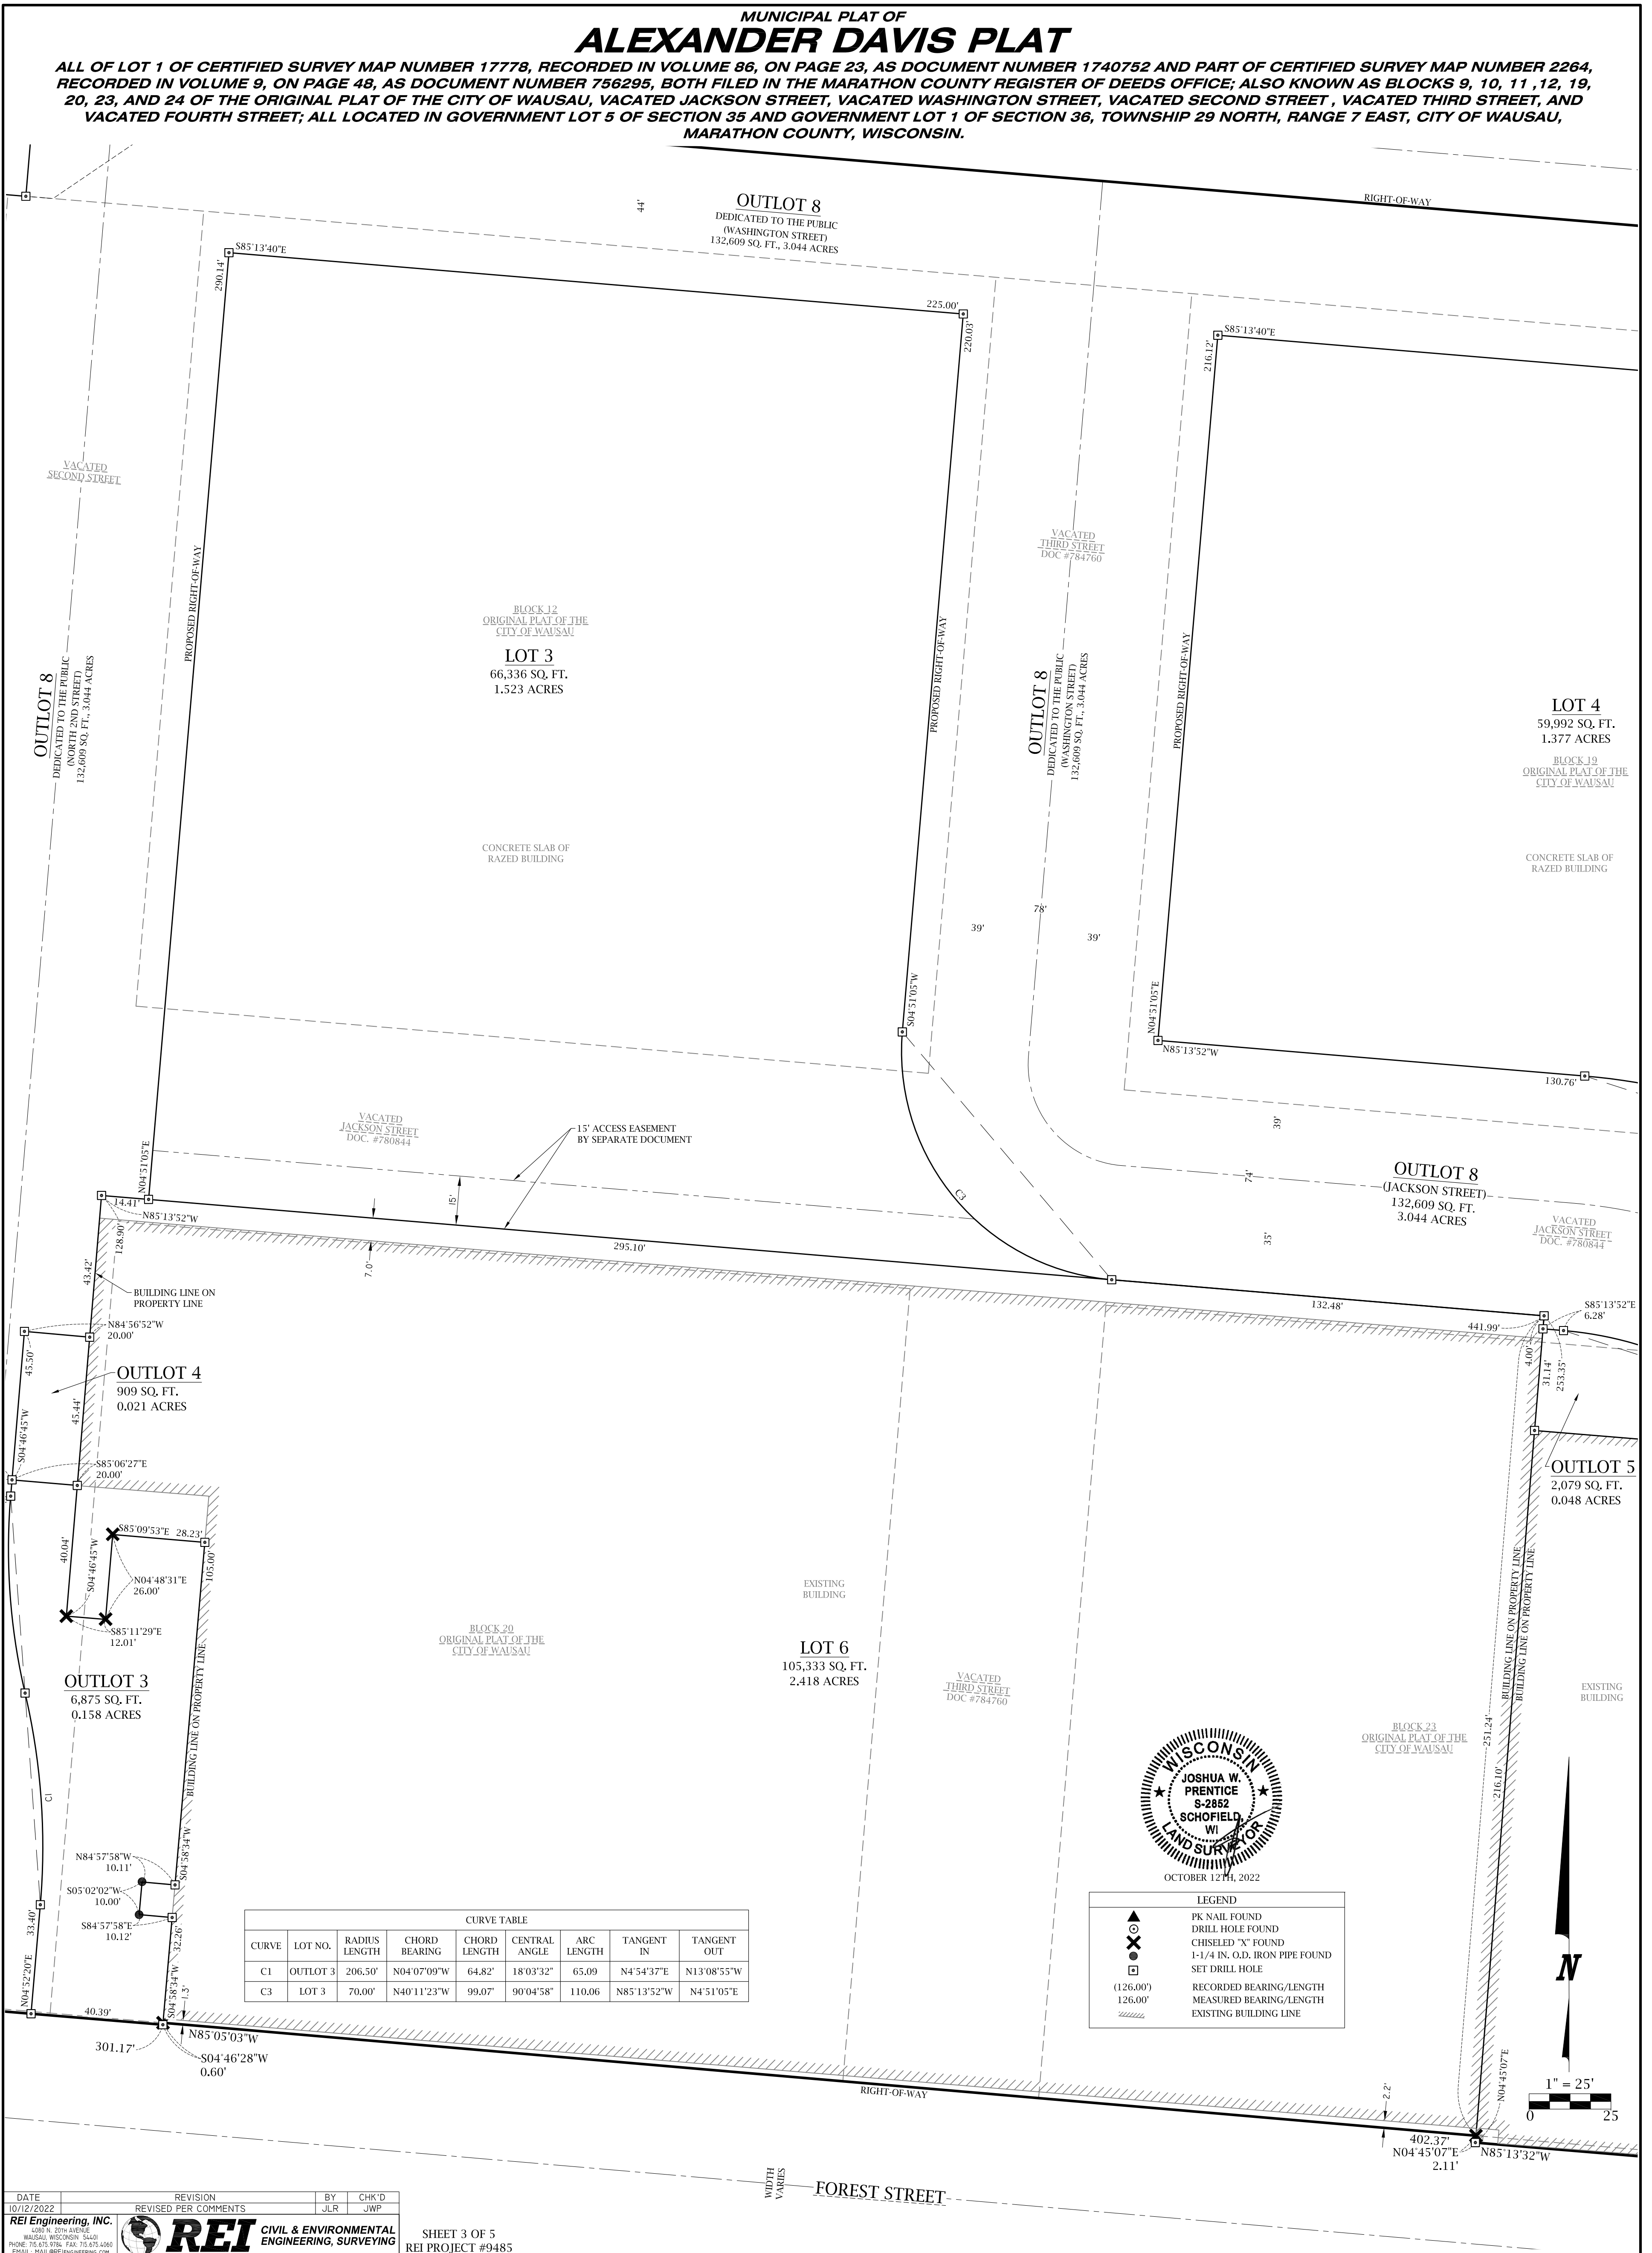 MUNICIPAL PLAT OF
ALEXANDER DAVIS PLAT
ALL OF LOT 1 OF CERTIFIED SURVEY MAP NUMBER 17778, RECORDED IN VOLUME 86, ON PAGE 23, AS DOCUMENT NUMBER 1740752 AND PART OF CERTIFIED SURVEY MAP NUMBER 2264,
RECORDED IN VOLUME 9, ON PAGE 48, AS DOCUMENT NUMBER 756295, BOTH FILED IN THE MARATHON COUNTY REGISTER OF DEEDS OFFICE; ALSO KNOWN AS BLOCKS 9, 10, 11 ,12, 19,
20, 23, AND 24 OF THE ORIGINAL PLAT OF THE CITY OF WAUSAU, VACATED JACKSON STREET, VACATED WASHINGTON STREET, VACATED SECOND STREET , VACATED THIRD STREET, AND
VACATED FOURTH STREET; ALL LOCATED IN GOVERNMENT LOT 5 OF SECTION 35 AND GOVERNMENT LOT 1 OF SECTION 36, TOWNSHIP 29 NORTH, RANGE 7 EAST, CITY OF WAUSAU,
MARATHON COUNTY, WISCONSIN.
RIGHT-OF-WAY
44'
OUTLOT 8
DEDICATED TO THE PUBLIC
(WASHINGTON STREET)
132,609 SQ. FT., 3.044 ACRES
S85°13'40"E
290.14'
225.00'
220.03'
S85°13'40"E
216.12'
VACATED
SECOND STREET
VACATED
THIRD STREET
DOC #784760
PROPOSED RIGHT-OF-WAY
BLOCK 12
ORIGINAL PLAT OF THE
CITY OF WAUSAU
LOT 3
66,336 SQ. FT.
1.523 ACRES
PROPOSED RIGHT-OF-WAY
PROPOSED RIGHT-OF-WAY
OUTLOT 8
DEDICATED TO THE PUBLIC
(NORTH 2ND STREET)
132,609 SQ. FT., 3.044 ACRES
OUTLOT 8
DEDICATED TO THE PUBLIC
(WASHINGTON STREET)
132,609 SQ. FT., 3.044 ACRES
LOT 4
59,992 SQ. FT.
1.377 ACRES
BLOCK 19
ORIGINAL PLAT OF THE
CITY OF WAUSAU
CONCRETE SLAB OF
RAZED BUILDING
CONCRETE SLAB OF
RAZED BUILDING
78'
39'
39'
S04°51'05"W
N04°51'05"E
N85°13'52"W
130.76'
VACATED
JACKSON STREET
DOC. #780844
15' ACCESS EASEMENT
BY SEPARATE DOCUMENT
39'
74'
35'
OUTLOT 8
(JACKSON STREET)
132,609 SQ. FT.
3.044 ACRES
VACATED
JACKSON STREET
DOC. #780844
N04°51'05"E
14.41'
N85°13'52"W
128.90'
15'
C3
295.10'
7.0'
43.42'
BUILDING LINE ON
PROPERTY LINE
132.48'
S85°13'52"E
6.28'
441.99'
4.00'
31.14'
253.35'
N84°56'52"W
20.00'
45.50'
OUTLOT 4
909 SQ. FT.
0.021 ACRES
45.44'
S04°46'45"W
S85°06'27"E
20.00'
OUTLOT 5
2,079 SQ. FT.
0.048 ACRES
S85°09'53"E 28.23'
105.00'
40.04'
S04°46'45"W
N04°48'31"E
26.00'
S85°11'29"E
12.01'
EXISTING
BUILDING
BLOCK 20
ORIGINAL PLAT OF THE
CITY OF WAUSAU
LOT 6
105,333 SQ. FT.
2.418 ACRES
VACATED
THIRD STREET
DOC #784760
BUILDING LINE ON PROPERTY LINE
BUILDING LINE ON PROPERTY LINE
EXISTING
BUILDING
OUTLOT 3
6,875 SQ. FT.
0.158 ACRES
BUILDING LINE ON PROPERTY LINE
BLOCK 23
ORIGINAL PLAT OF THE
CITY OF WAUSAU
251.24'
216.10'
C1
WISCONSIN
JOSHUA W.
PRENTICE
S-2852
SCHOFIELD,
WI
LAND SURVEYOR
OCTOBER 12TH, 2022
N84°57'58"W
10.11'
S04°58'34"W
S05°02'02"W
10.00'
S84°57'58"E
10.12'
33.40'
32.26'
N04°52'20"E
S04°58'34"W
1.3'
CURVE TABLE
CURVE LOT NO. RADIUS LENGTH CHORD BEARING CHORD LENGTH CENTRAL ANGLE ARC LENGTH TANGENT IN TANGENT OUT
C1 OUTLOT 3 206.50' N04°07'09"W 64.82' 18°03'32" 65.09 N4°54'37"E N13°08'55"W
C3 LOT 3 70.00' N40°11'23"W 99.07' 90°04'58" 110.06 N85°13'52"W N4°51'05"E
LEGEND
PK NAIL FOUND
DRILL HOLE FOUND
CHISELED "X" FOUND
1-1/4 IN. O.D. IRON PIPE FOUND
SET DRILL HOLE
(126.00') RECORDED BEARING/LENGTH
126.00' MEASURED BEARING/LENGTH
EXISTING BUILDING LINE
N
1" = 25'
0 25
40.39'
301.17'
N85°05'03"W
S04°46'28"W
0.60'
RIGHT-OF-WAY
2.2'
N04°45'07"E
402.37'
N04°45'07"E
2.11'
N85°13'32"W
WIDTH
VARIES
FOREST STREET
DATE REVISION BY CHK'D
10/12/2022 REVISED PER COMMENTS JLR JWP
REI Engineering, INC.
4080 N. 20TH AVENUE
WAUSAU, WISCONSIN 54401
PHONE: 715.675.9784 FAX: 715.675.4060
EMAIL: MAIL@REIENGINEERING.COM
REI
CIVIL & ENVIRONMENTAL
ENGINEERING, SURVEYING
SHEET 3 OF 5
REI PROJECT #9485